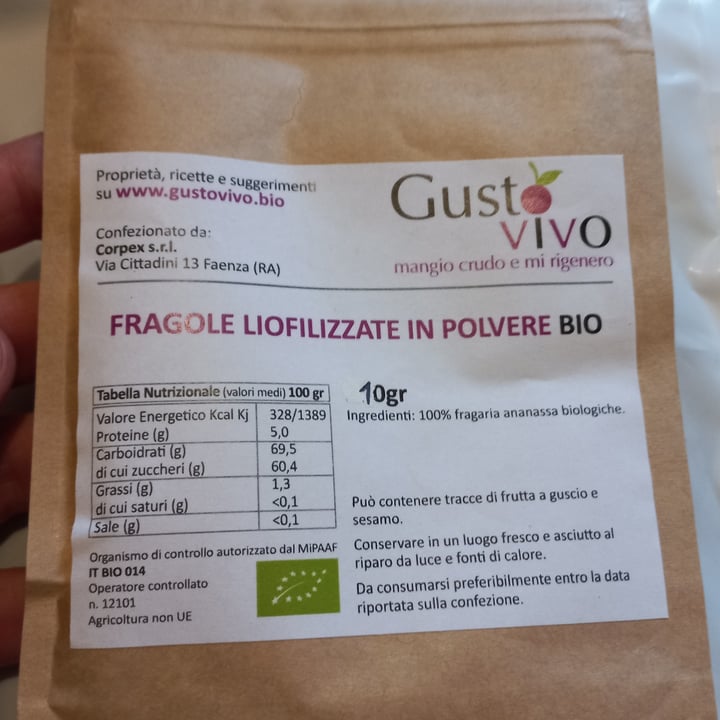 Proprietà, ricette e suggerimenti
su www.gustovivo.bio
Confezionato da:
Corpex s.r.l.
Via Cittadini 13 Faenza (RA)
Gusto
VIVO
mangio crudo e mi rigenero
FRAGOLE LIOFILIZZATE IN POLVERE BIO
Tabella Nutrizionale (valori medi) 100 gr
Valore Energetico Kcal Kj 328/1389
Proteine (g) 5,0
Carboidrati (g) 69,5
di cui zuccheri (g) 60,4
Grassi (g) 1,3
di cui saturi (g) <0,1
Sale (g) <0,1
10gr
Ingredienti: 100% fragaria ananassa biologiche.
Può contenere tracce di frutta a guscio e
sesamo.
Conservare in un luogo fresco e asciutto al
riparo da luce e fonti di calore.
Da consumarsi preferibilmente entro la data
riportata sulla confezione.
Organismo di controllo autorizzato dal MiPAAF
IT BIO 014
Operatore controllato
n. 12101
Agricoltura non UE